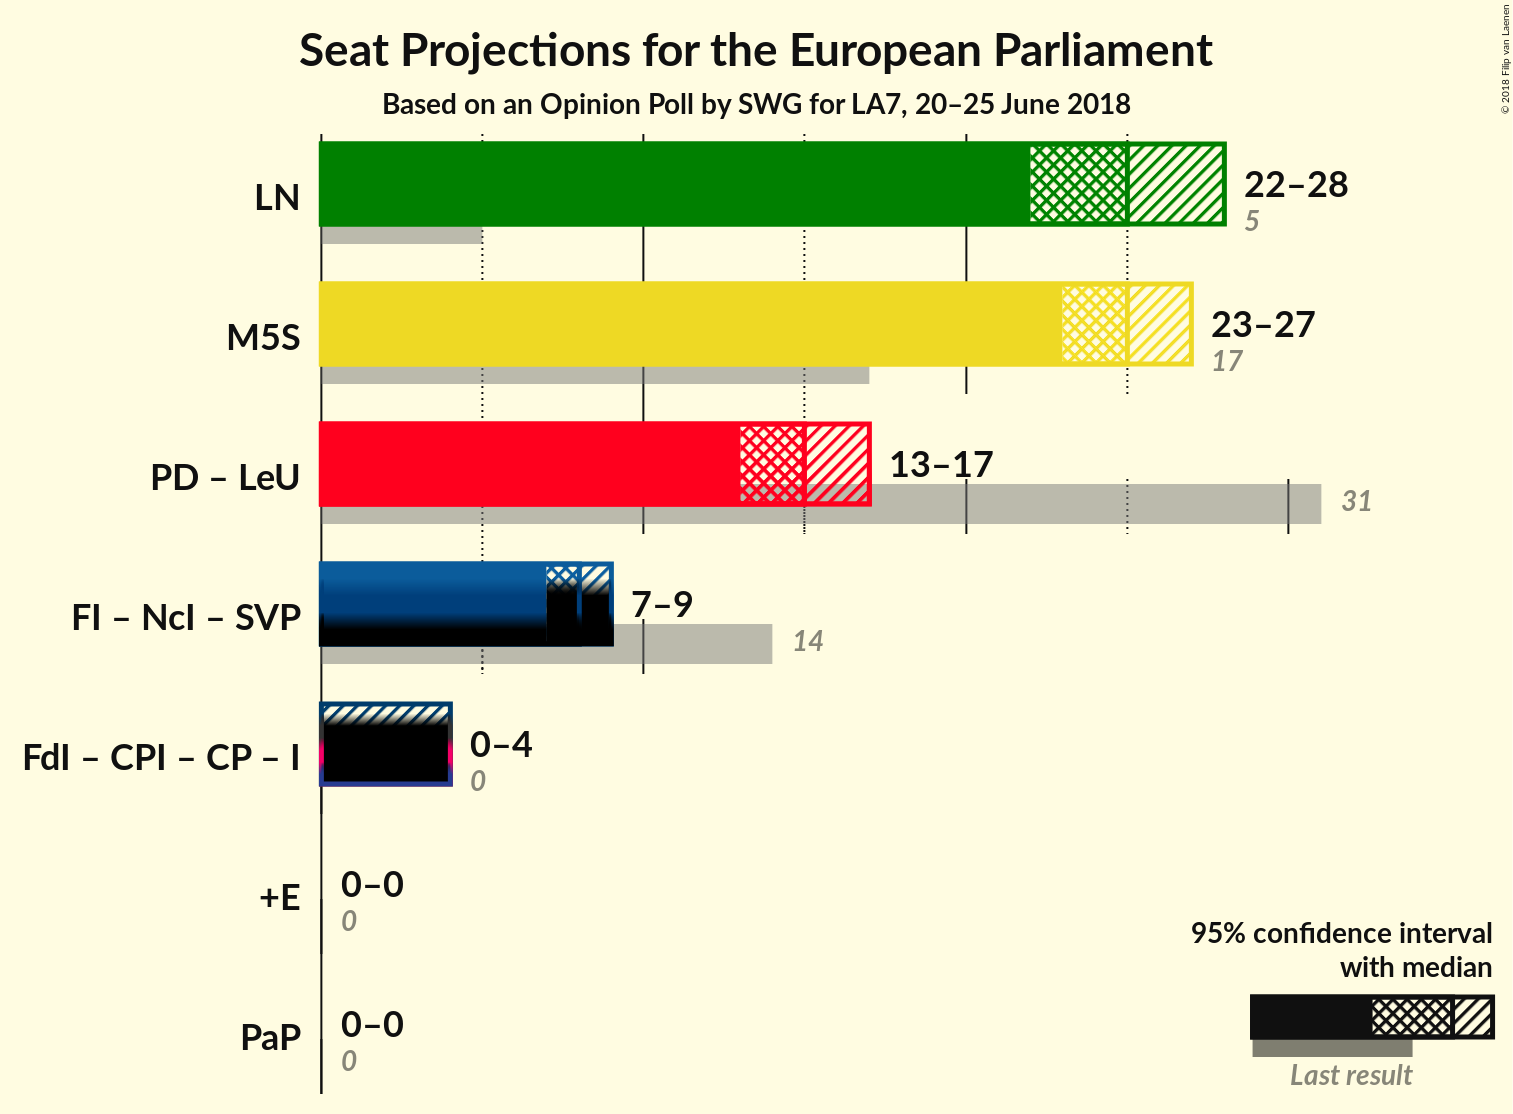 Seat Projections for the European Parliament
Based on an Opinion Poll by SWG for LA7, 20–25 June 2018
© 2018 Filip van Laenen
LN
22–28
5
M5S
23–27
17
PD – LeU
13–17
31
FI – NcI – SVP
7–9
14
FdI – CPI – CP – I
0–4
0
+E
0–0
0
PaP
0–0
0
95% confidence interval
with median
Last result